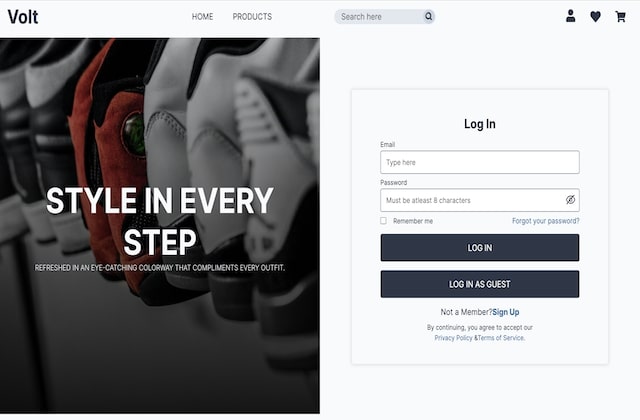 Volt
HOME PRODUCTS
Search here
STYLE IN EVERY
STEP
REFRESHED IN AN EYE-CATCHING COLORWAY THAT COMPLIMENTS EVERY OUTFIT.
Log In
Email
Type here
Password
Must be atleast 8 characters
Remember me Forgot your password?
LOG IN
LOG IN AS GUEST
Not a Member?Sign Up
By continuing, you agree to accept our
Privacy Policy &Terms of Service.